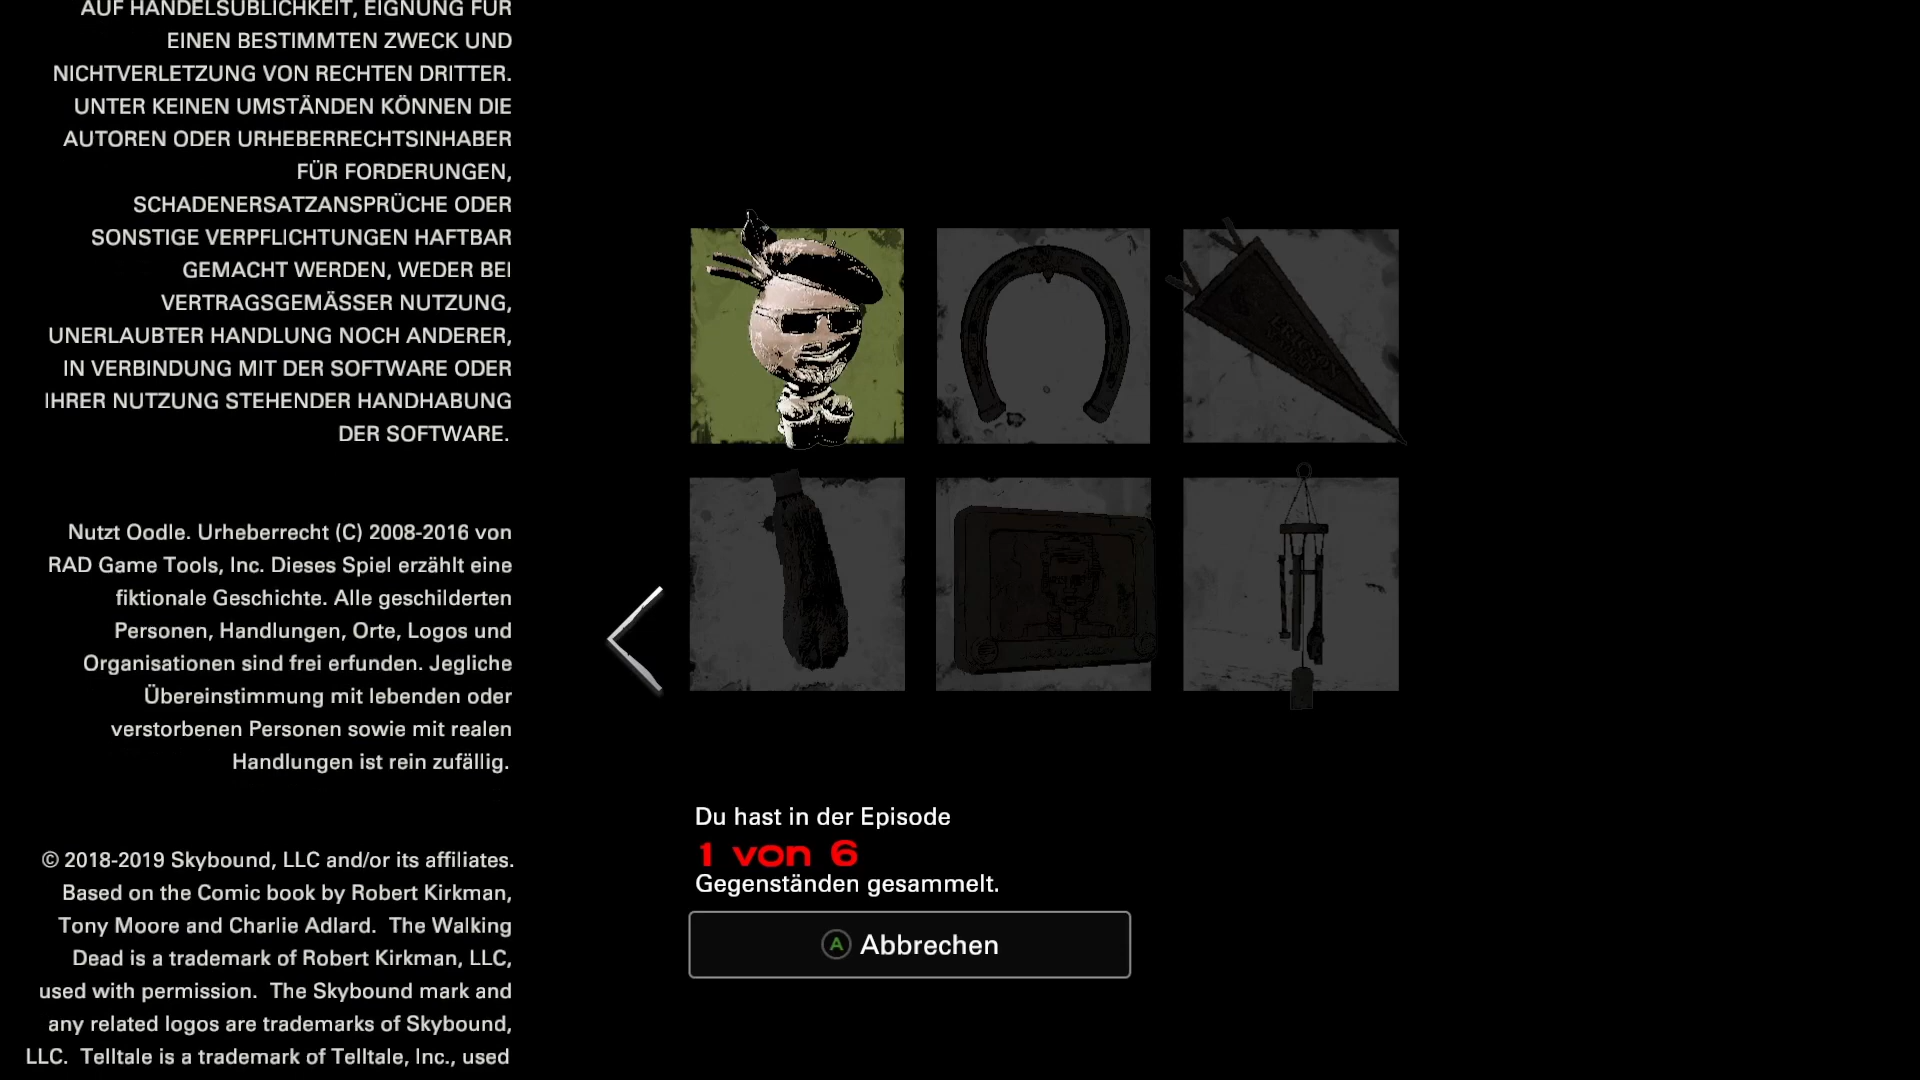 AUF HANDELSÜBLICHKEIT, EIGNUNG FÜR
EINEN BESTIMMTEN ZWECK UND
NICHTVERLETZUNG VON RECHTEN DRITTER.
UNTER KEINEN UMSTÄNDEN KÖNNEN DIE
AUTOREN ODER URHEBERRECHTSINHABER
FÜR FORDERUNGEN,
SCHADENERSATZANSPRÜCHE ODER
SONSTIGE VERPFLICHTUNGEN HAFTBAR
GEMACHT WERDEN, WEDER BEI
VERTRAGSGEMÄSSER NUTZUNG,
UNERLAUBTER HANDLUNG NOCH ANDERER,
IN VERBINDUNG MIT DER SOFTWARE ODER
IHRER NUTZUNG STEHENDER HANDHABUNG
DER SOFTWARE.
Nutzt Oodle. Urheberrecht (C) 2008-2016 von
RAD Game Tools, Inc. Dieses Spiel erzählt eine
fiktionale Geschichte. Alle geschilderten
Personen, Handlungen, Orte, Logos und
Organisationen sind frei erfunden. Jegliche
Übereinstimmung mit lebenden oder
verstorbenen Personen sowie mit realen
Handlungen ist rein zufällig.
© 2018-2019 Skybound, LLC and/or its affiliates.
Based on the Comic book by Robert Kirkman,
Tony Moore and Charlie Adlard.  The Walking
Dead is a trademark of Robert Kirkman, LLC,
used with permission.  The Skybound mark and
any related logos are trademarks of Skybound,
LLC.  Telltale is a trademark of Telltale, Inc., used
Du hast in der Episode
1 von 6
Gegenständen gesammelt.
A Abbrechen